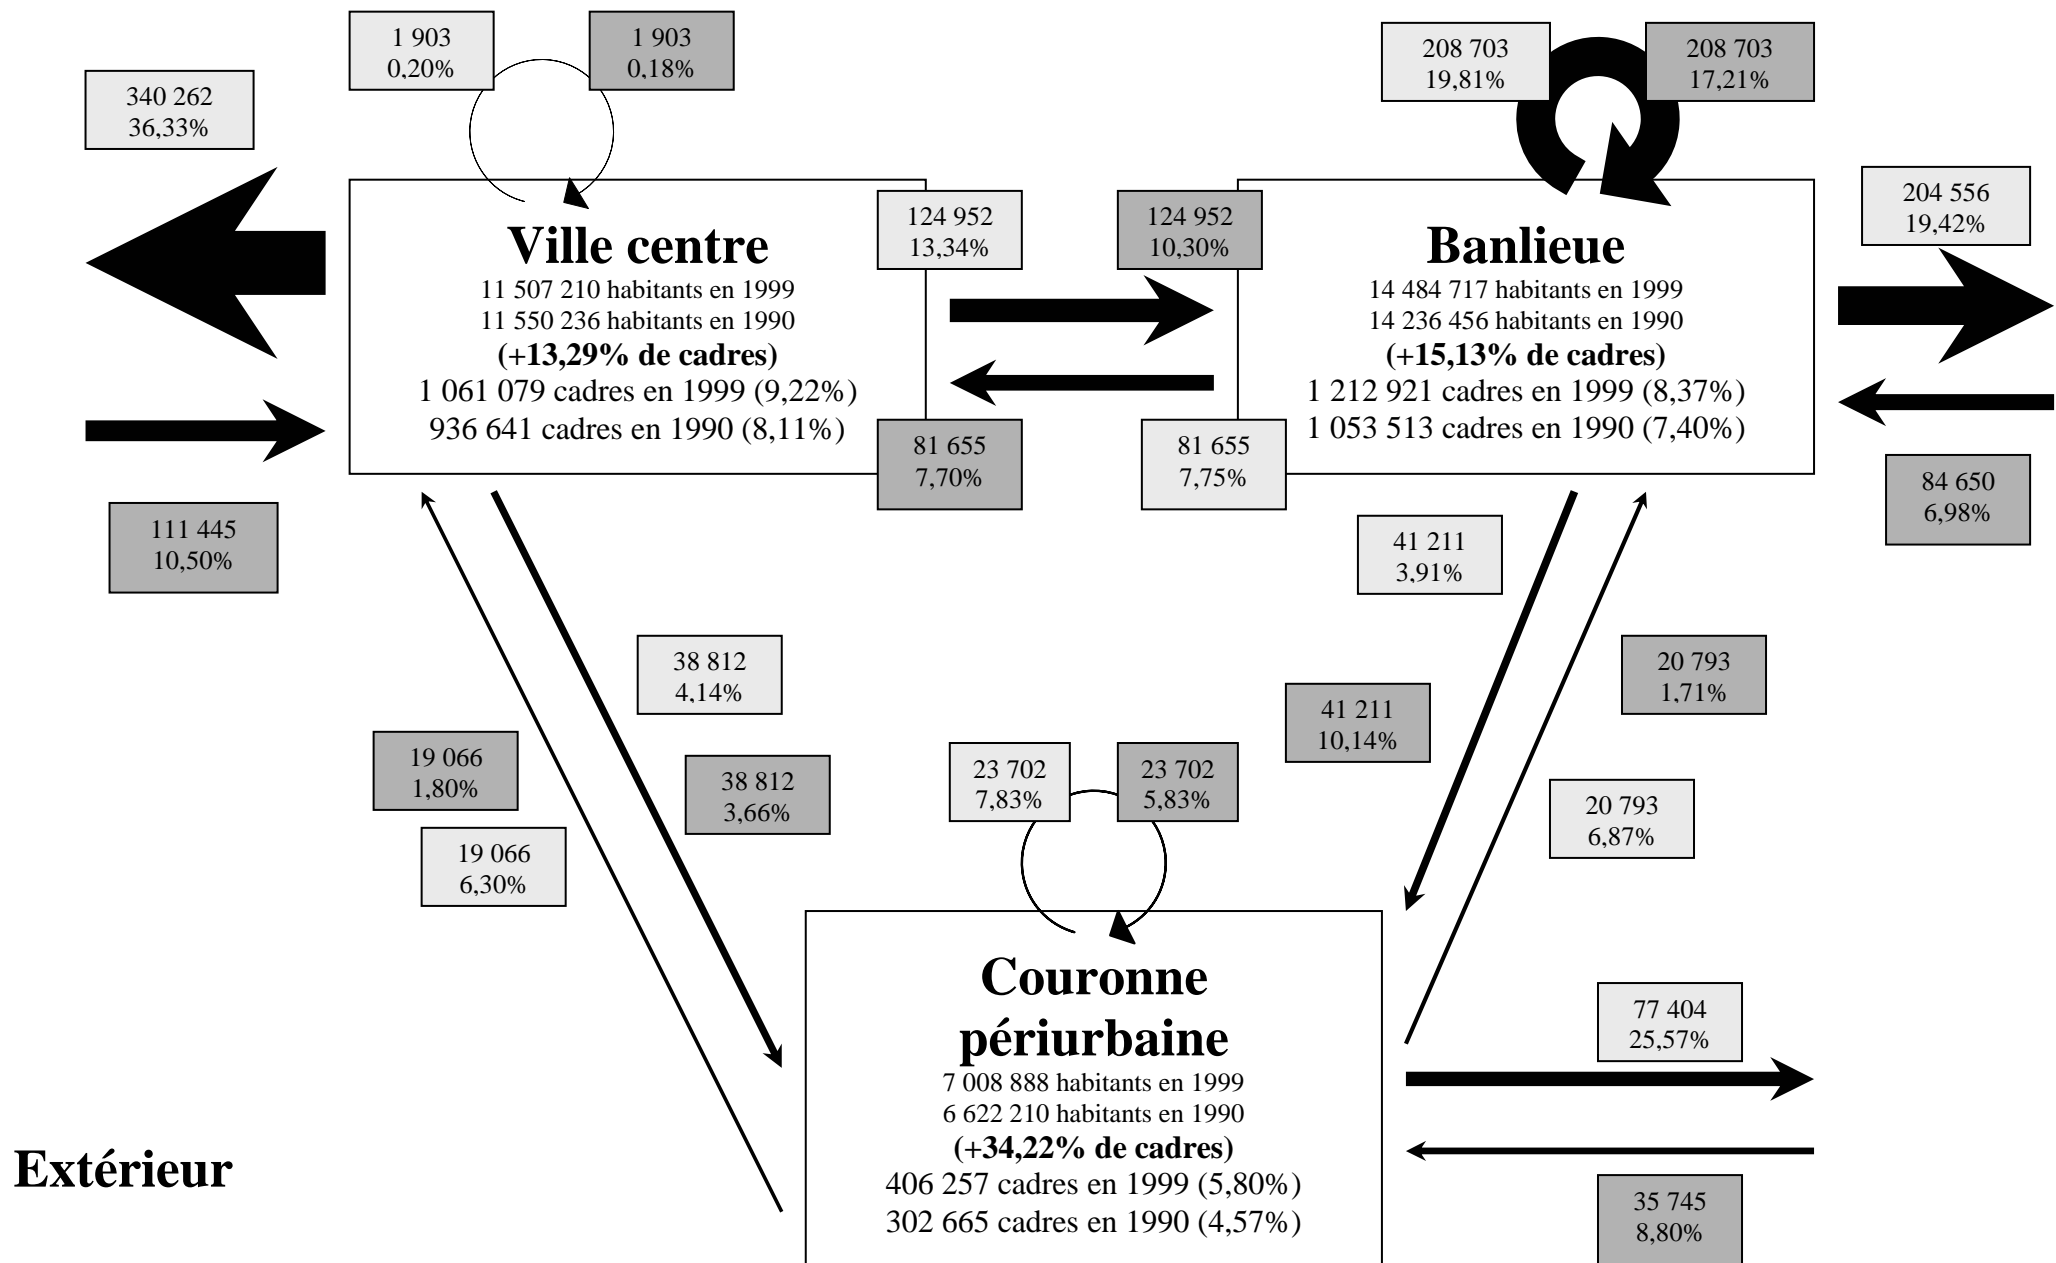 1 903
0,20%
1 903
0,18%
208 703
19,81%
208 703
17,21%
340 262
36,33%
204 556
19,42%
Ville centre
11 507 210 habitants en 1999
11 550 236 habitants en 1990
(+13,29% de cadres)
1 061 079 cadres en 1999 (9,22%)
936 641 cadres en 1990 (8,11%)
124 952
13,34%
124 952
10,30%
Banlieue
14 484 717 habitants en 1999
14 236 456 habitants en 1990
(+15,13% de cadres)
1 212 921 cadres en 1999 (8,37%)
1 053 513 cadres en 1990 (7,40%)
81 655
7,70%
81 655
7,75%
111 445
10,50%
84 650
6,98%
41 211
3,91%
38 812
4,14%
20 793
1,71%
41 211
10,14%
19 066
1,80%
38 812
3,66%
23 702
7,83%
23 702
5,83%
20 793
6,87%
19 066
6,30%
Couronne
périurbaine
7 008 888 habitants en 1999
6 622 210 habitants en 1990
(+34,22% de cadres)
406 257 cadres en 1999 (5,80%)
302 665 cadres en 1990 (4,57%)
77 404
25,57%
Extérieur
35 745
8,80%